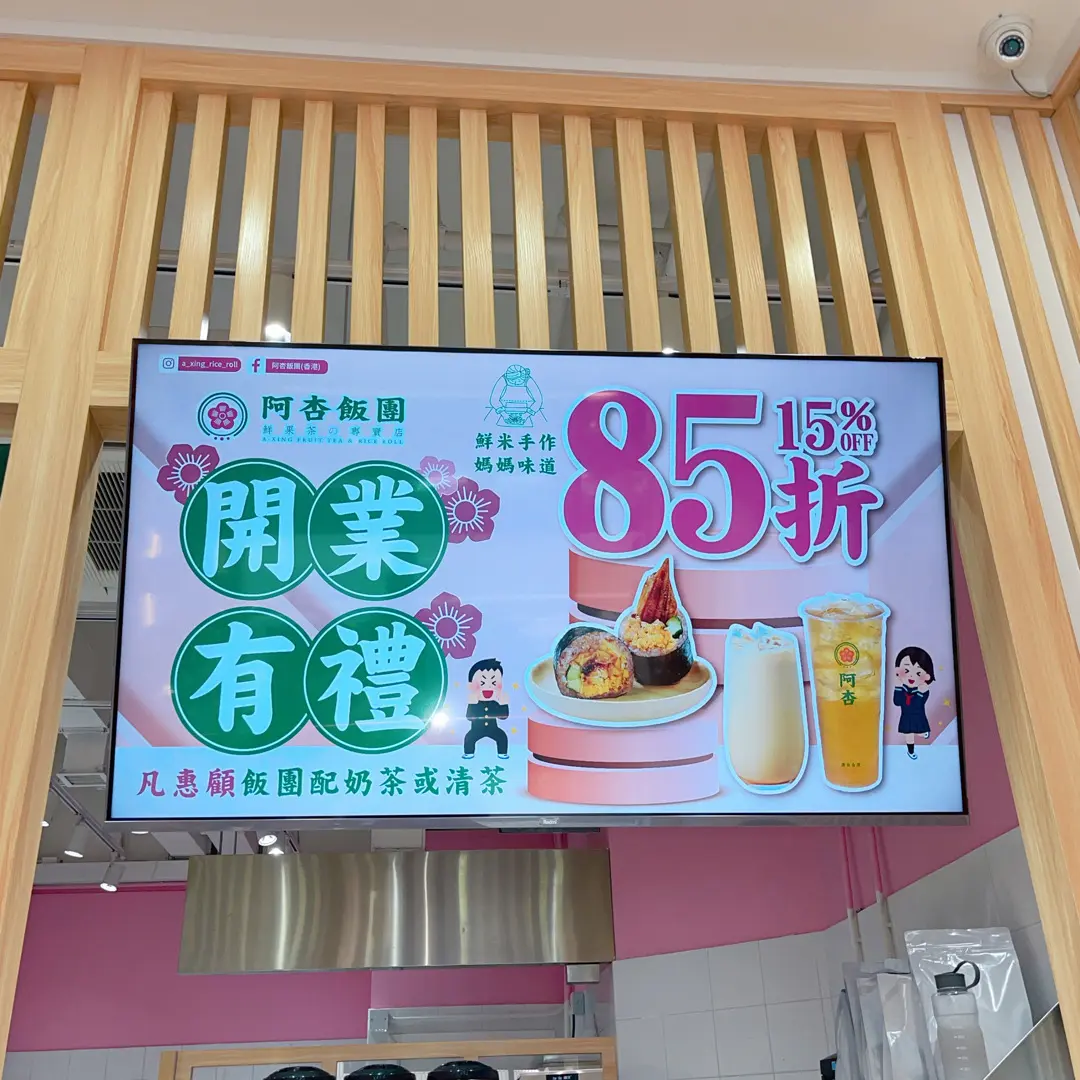 a_xing_rice_roll
阿杏飯團(香港)
阿杏飯團
鮮果茶の專賣店
A-XING FRUIT TEA & RICE ROLL
鮮米手作
媽媽味道
85折
15%
OFF
開業
有禮
凡惠顧飯團配奶茶或清茶
阿杏